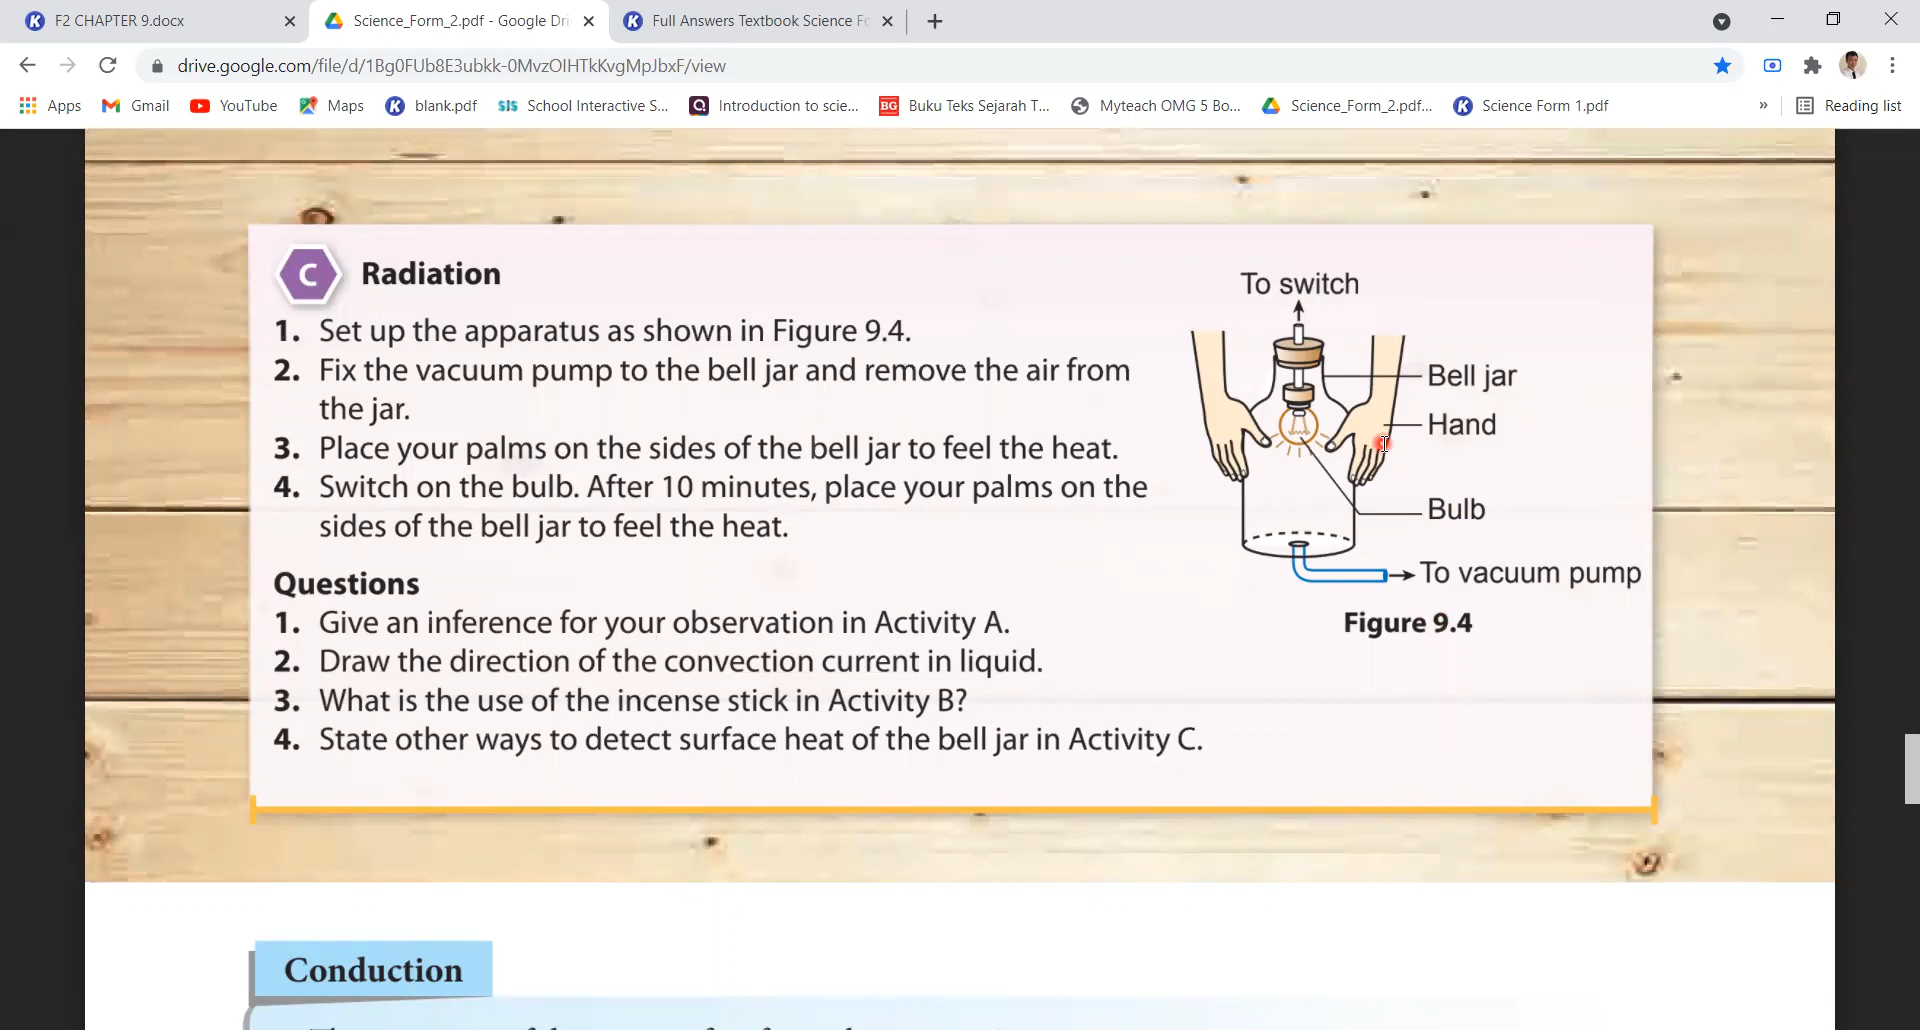 F2 CHAPTER 9.docx
Science_Form_2.pdf - Google Dri
Full Answers Textbook Science Fo
drive.google.com/file/d/1Bg0FUb8E3ubkk-0MvzOIHTkKvgMpJbxF/view
Apps
Gmail
YouTube
Maps
blank.pdf
SIS
School Interactive S...
Introduction to scie...
BG
Buku Teks Sejarah T...
Myteach OMG 5 Bo...
Science_Form_2.pdf...
Science Form 1.pdf
»
Reading list
C Radiation
1. Set up the apparatus as shown in Figure 9.4.
2. Fix the vacuum pump to the bell jar and remove the air from
the jar.
3. Place your palms on the sides of the bell jar to feel the heat.
4. Switch on the bulb. After 10 minutes, place your palms on the
sides of the bell jar to feel the heat.
To switch
Bell jar
Hand
Bulb
To vacuum pump
Figure 9.4
Questions
1. Give an inference for your observation in Activity A.
2. Draw the direction of the convection current in liquid.
3. What is the use of the incense stick in Activity B?
4. State other ways to detect surface heat of the bell jar in Activity C.
Conduction